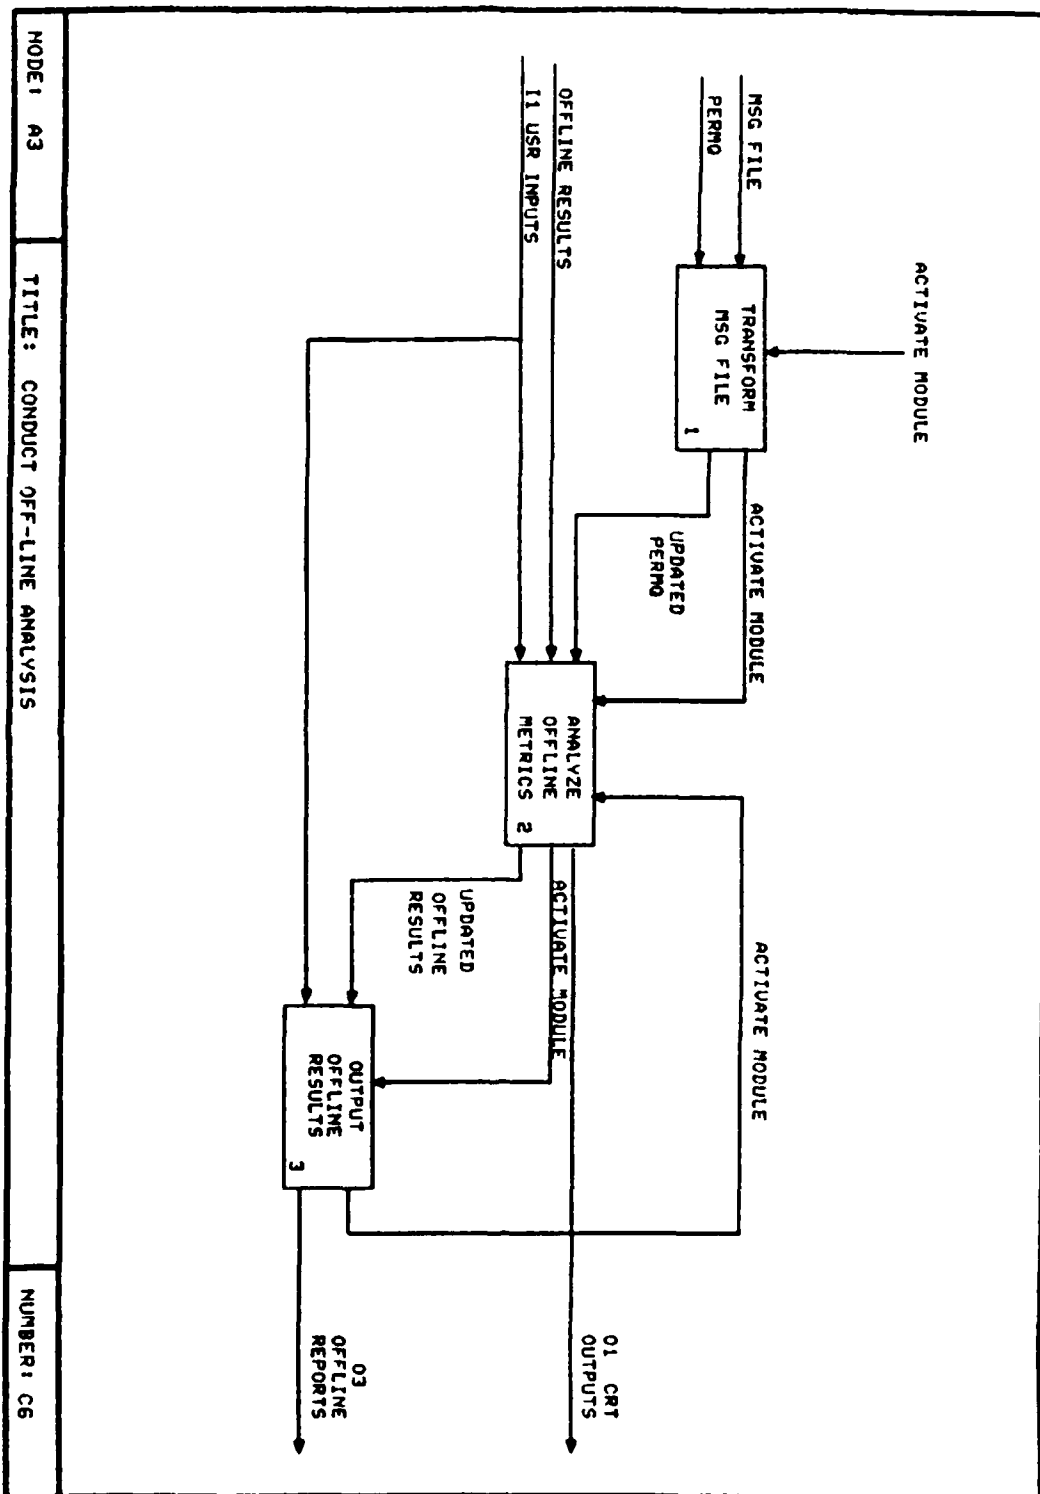 ACTIVATE MODULE
MSG FILE
PERMQ
TRANSFORM
MSG FILE
1
ACTIVATE MODULE
UPDATED
PERMQ
OFFLINE RESULTS
I1 USR INPUTS
ANALYZE
OFFLINE
METRICS 2
ACTIVATE MODULE
ACTIVATE MODULE
UPDATED
OFFLINE
RESULTS
OUTPUT
OFFLINE
RESULTS
3
O1 CRT
OUTPUTS
O3
OFFLINE
REPORTS
NODE: A3
TITLE: CONDUCT OFF-LINE ANALYSIS
NUMBER: C6